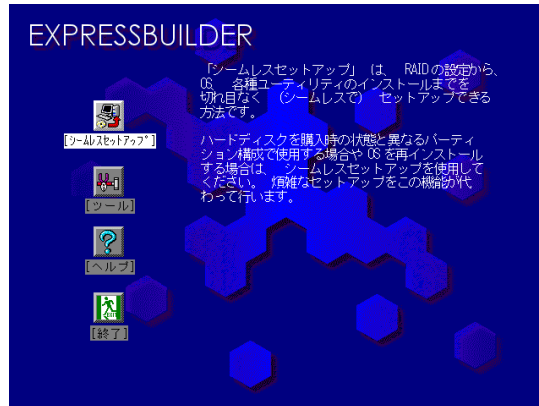 EXPRESSBUILDER
「シームレスセットアップ」 は、 RAIDの設定から、
OS、 各種ユーティリティのインストールまでを
切れ目なく （シームレスで） セットアップできる
方法です。
ハードディスクを購入時の状態と異なるパーティ
ション構成で使用する場合や OS を再インストール
する場合は、 シームレスセットアップを使用して
ください。 煩雑なセットアップをこの機能が代
わって行います。
[シームレスセットアップ]
[ツール]
[ヘルプ]
EXIT
[終了]